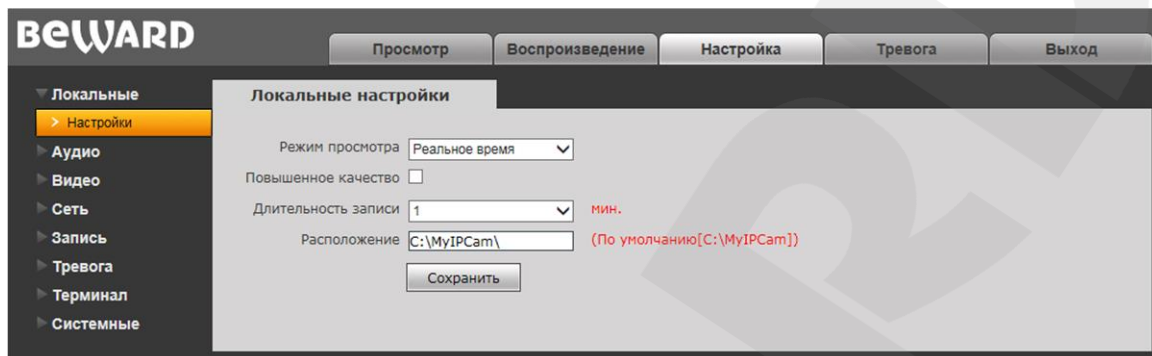 BEWARD
Просмотр Воспроизведение Настройка Тревога Выход
Локальные
> Настройки
Аудио
Видео
Сеть
Запись
Тревога
Терминал
Системные
Локальные настройки
Режим просмотра Реальное время
Повышенное качество
Длительность записи 1 мин.
Расположение C:\MyIPCam\ (По умолчанию[C:\MyIPCam])
Сохранить